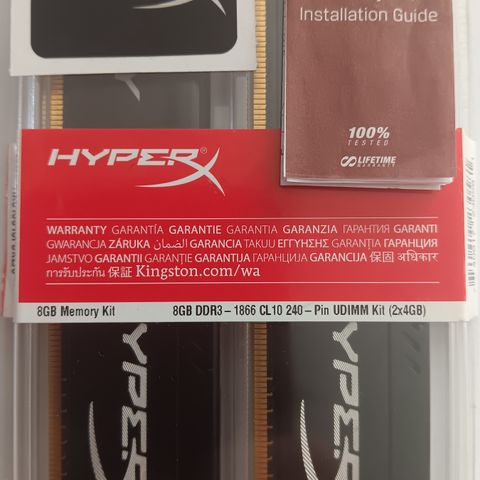 Installation Guide
100%
TESTED
LIFETIME
WARRANTY
HYPERX
WARRANTY GARANTÍA GARANTIE GARANTIA GARANZIA ГАРАНТИЯ GARANTI
GWARANCJA ZÁRUKA الضمان GARANCIA TAKUU ΕΓΓΥΗΣΗΣ GARANȚIA ГАРАНЦИЯ
JAMSTVO GARANTII GARANTIE GARANTIJA ГАРАНЦИЈА GARANCIJA 保固 अधिकार
การรับประกัน 保証 Kingston.com/wa
8GB Memory Kit
8GB DDR3 – 1866 CL10 240 – Pin UDIMM Kit (2x4GB)
HYPER
HYPER